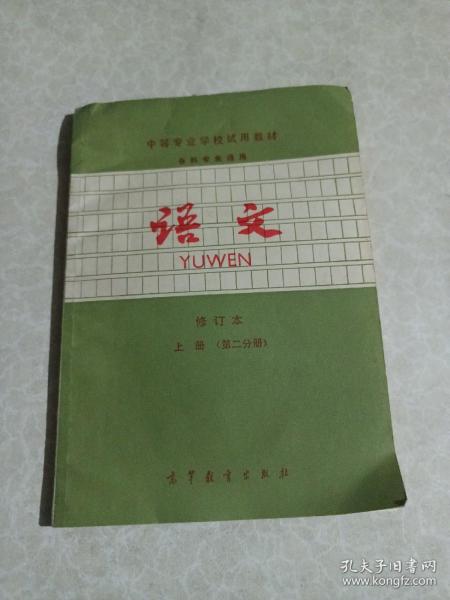 中等专业学校试用教材
各科专业通用
语文
YUWEN
修订本
上册（第二分册）
高等教育出版社
孔夫子旧书网
www.kongfz.com